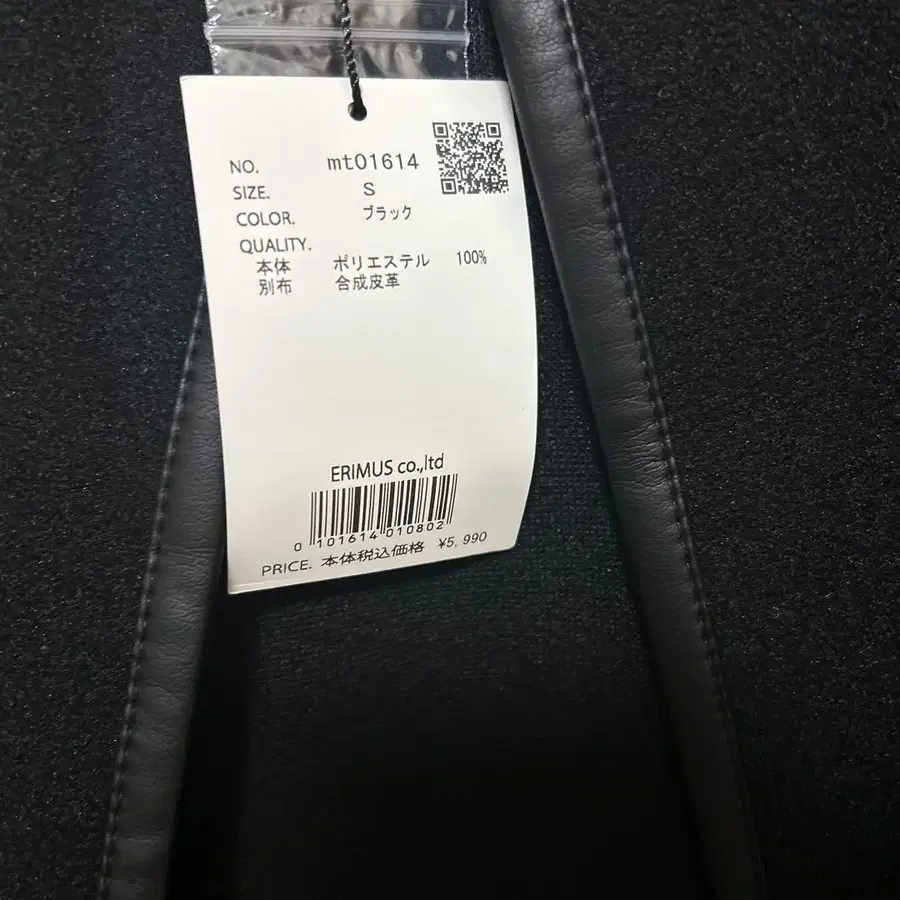 NO. mt01614
SIZE. S
COLOR. ブラック
QUALITY.
本体 ポリエステル 100%
別布 合成皮革
ERIMUS co.,ltd
0 101614 010802
PRICE. 本体税込価格 ¥5,990